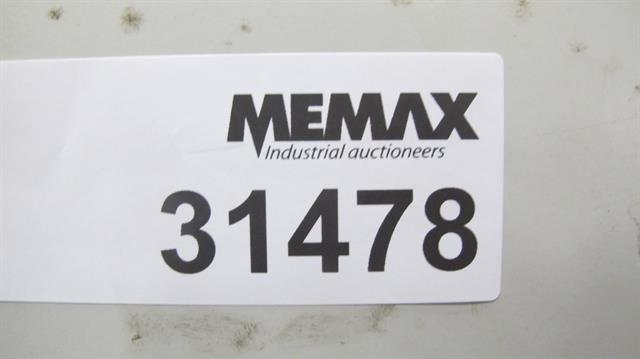 MEMAX
Industrial auctioneers
31478